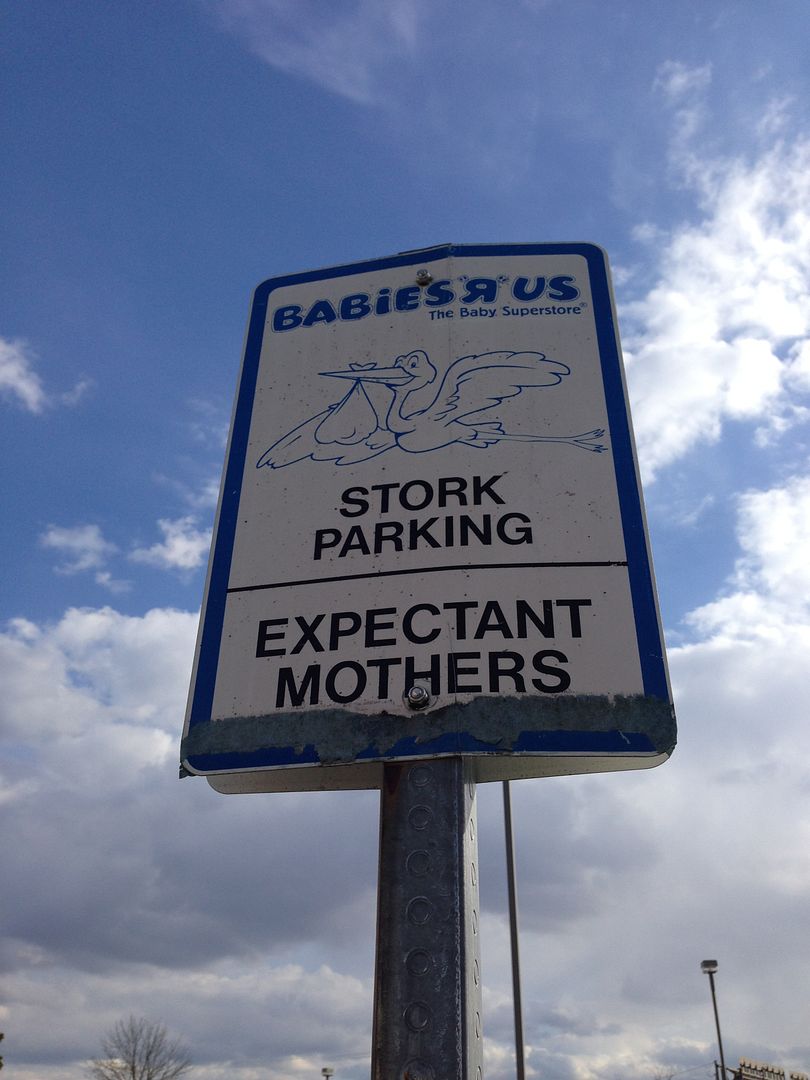 BABiES "R" US
The Baby Superstore®
STORK
PARKING
EXPECTANT
MOTHERS